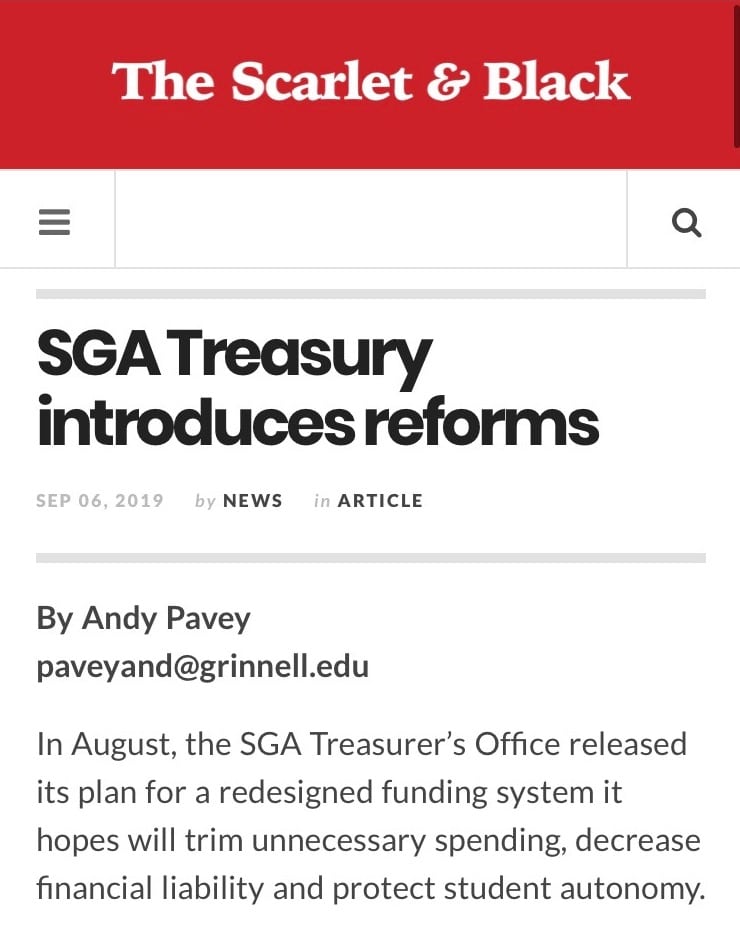 The Scarlet & Black
SGA Treasury
introduces reforms
SEP 06, 2019 by NEWS in ARTICLE
By Andy Pavey
paveyand@grinnell.edu
In August, the SGA Treasurer’s Office released
its plan for a redesigned funding system it
hopes will trim unnecessary spending, decrease
financial liability and protect student autonomy.